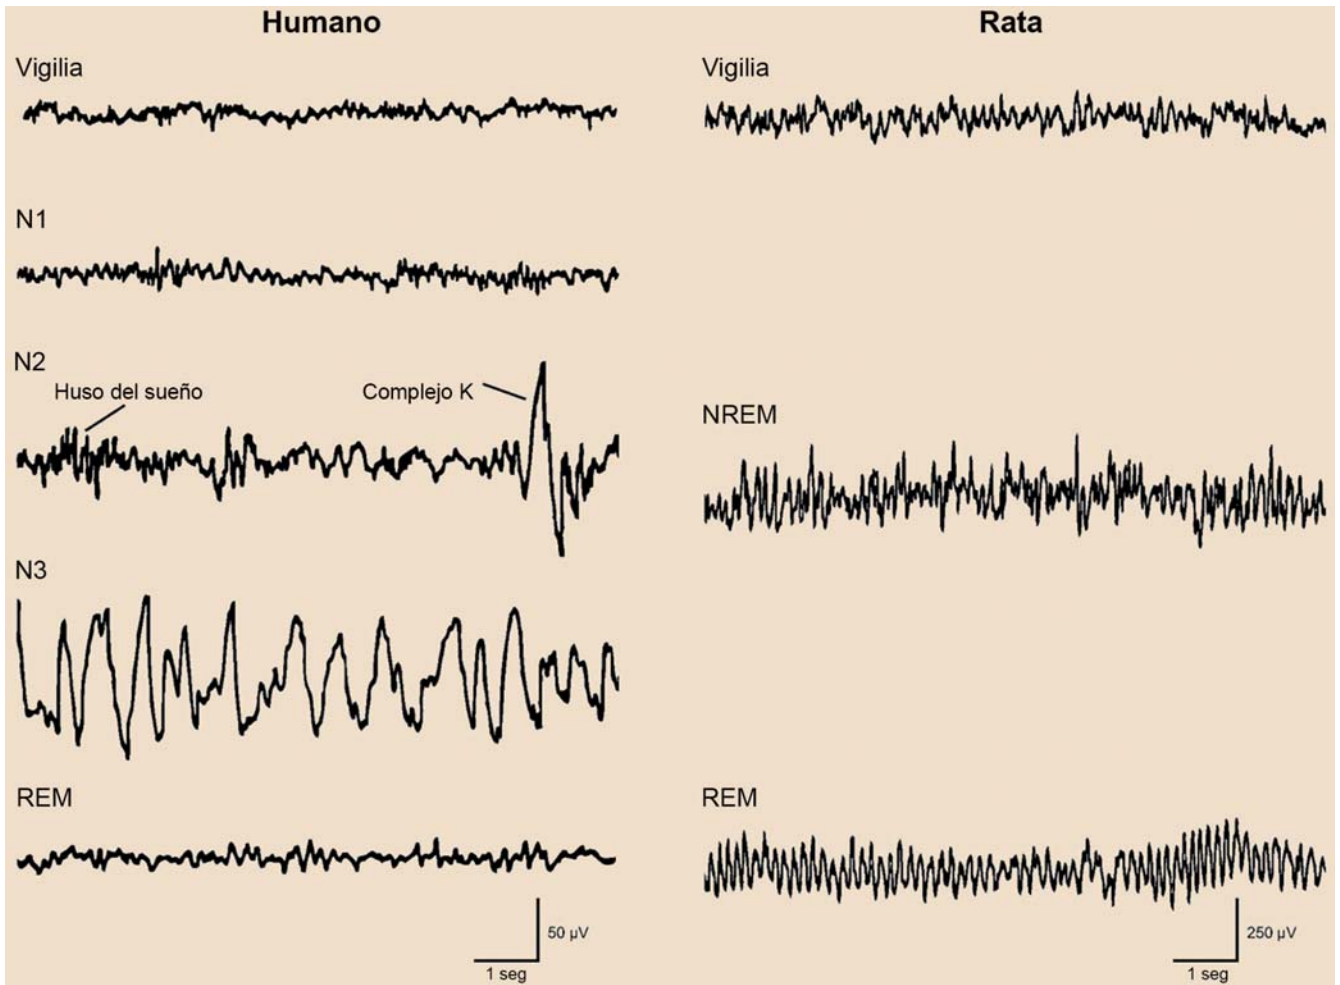 Humano
Vigilia
N1
N2
Huso del sueño
Complejo K
N3
REM
50 µV
1 seg
Rata
Vigilia
NREM
REM
250 µV
1 seg